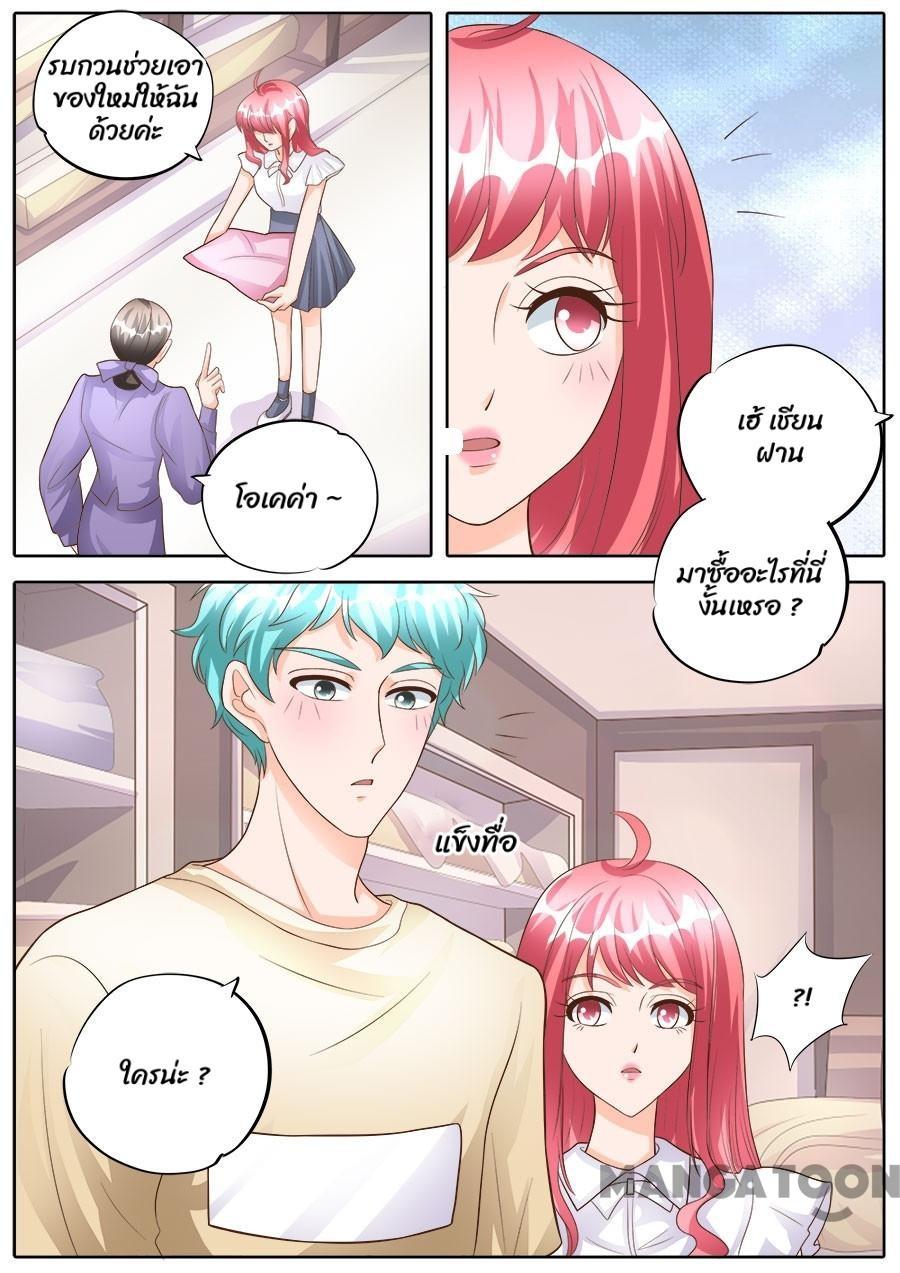 รบกวนช่วยเอา
ของใหม่ให้ฉัน
ด้วยค่ะ
โอเคค่า ~
เฮ้ เชียน
ฝาน
มาซื้ออะไรที่นี่
งั้นเหรอ ?
แข็งทื่อ
?!
ใครน่ะ ?
MANGATOON